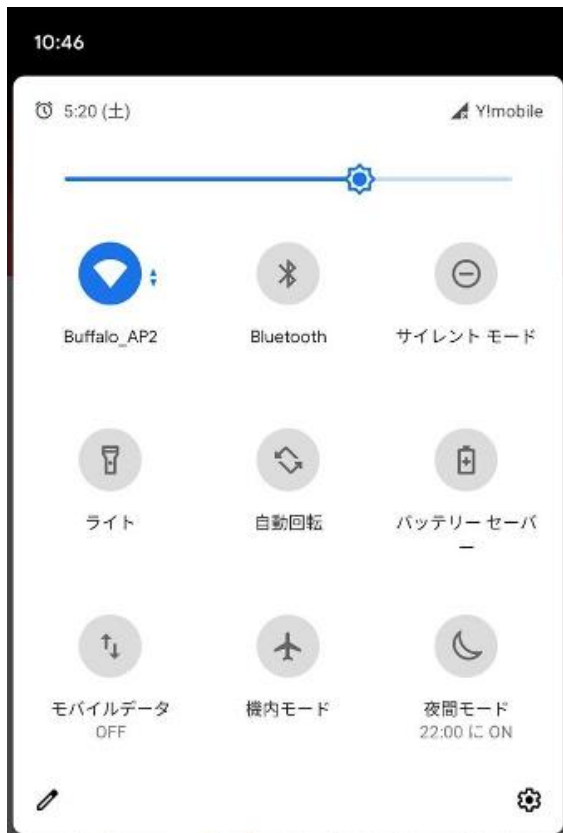 10:46
5:20 (土) Y!mobile
Buffalo_AP2 Bluetooth サイレント モード
ライト 自動回転 バッテリー セーバ
ー
モバイルデータ 機内モード 夜間モード
OFF 22:00 に ON